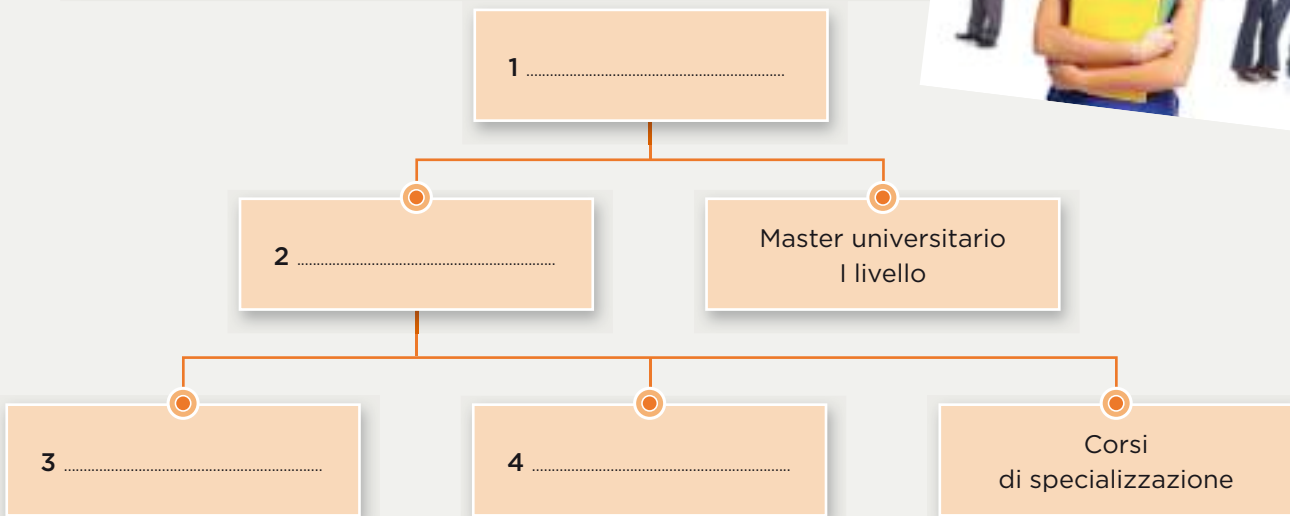 1 ........................................................
2 ........................................................
Master universitario
I livello
3 ........................................................
4 ........................................................
Corsi
di specializzazione